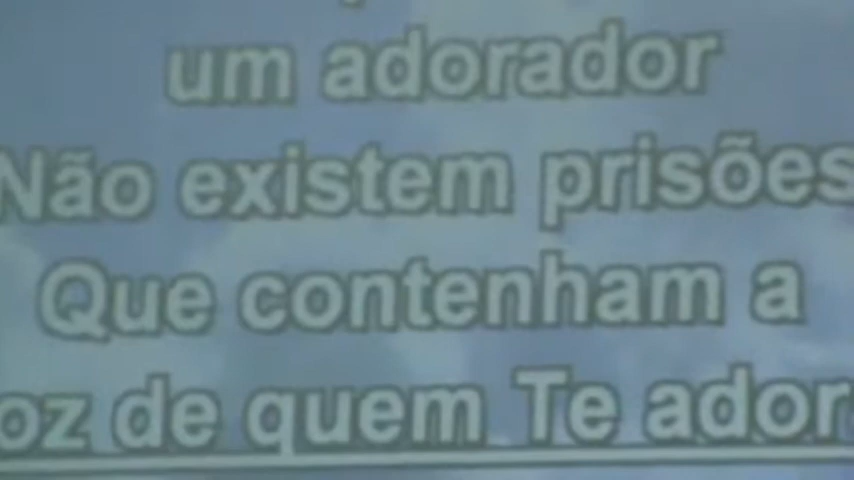 um adorador
Não existem prisões
Que contenham a
oz de quem Te ador